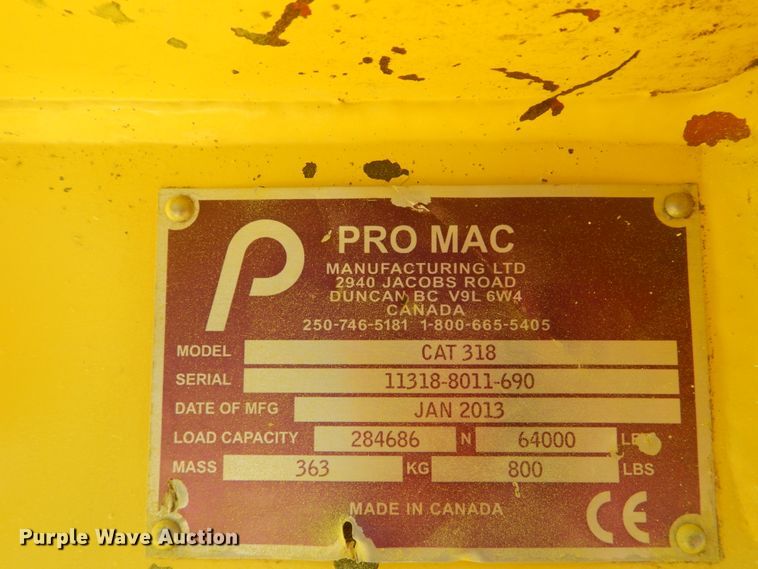 PRO MAC
MANUFACTURING LTD
2940 JACOBS ROAD
DUNCAN BC V9L 6W4
CANADA
250-746-5181 1-800-665-5405
MODEL CAT 318
SERIAL 11318-8011-690
DATE OF MFG JAN 2013
LOAD CAPACITY 284686 N 64000
MASS 363 KG 800 LBS
MADE IN CANADA
CE
Purple Wave Auction